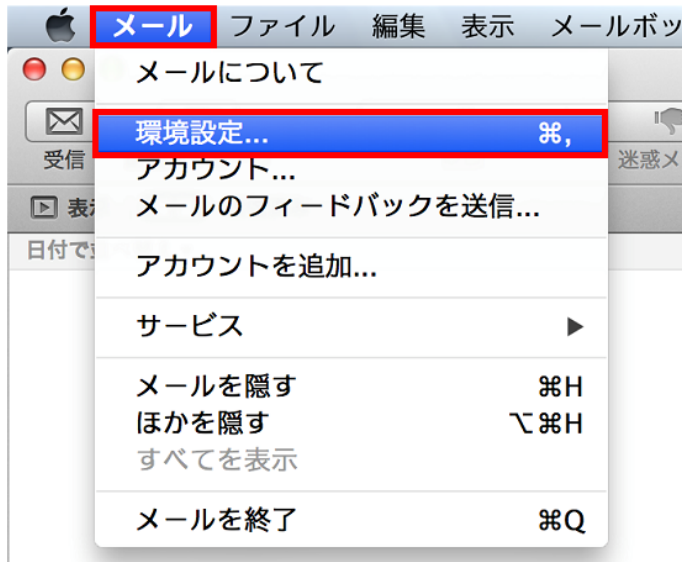 メール ファイル 編集 表示 メールボッ
メールについて
環境設定... ⌘,
受信
迷惑メ
アカウント...
表
メールのフィードバックを送信...
日付で
アカウントを追加...
サービス ▶
メールを隠す ⌘H
ほかを隠す ⌥⌘H
すべてを表示
メールを終了 ⌘Q